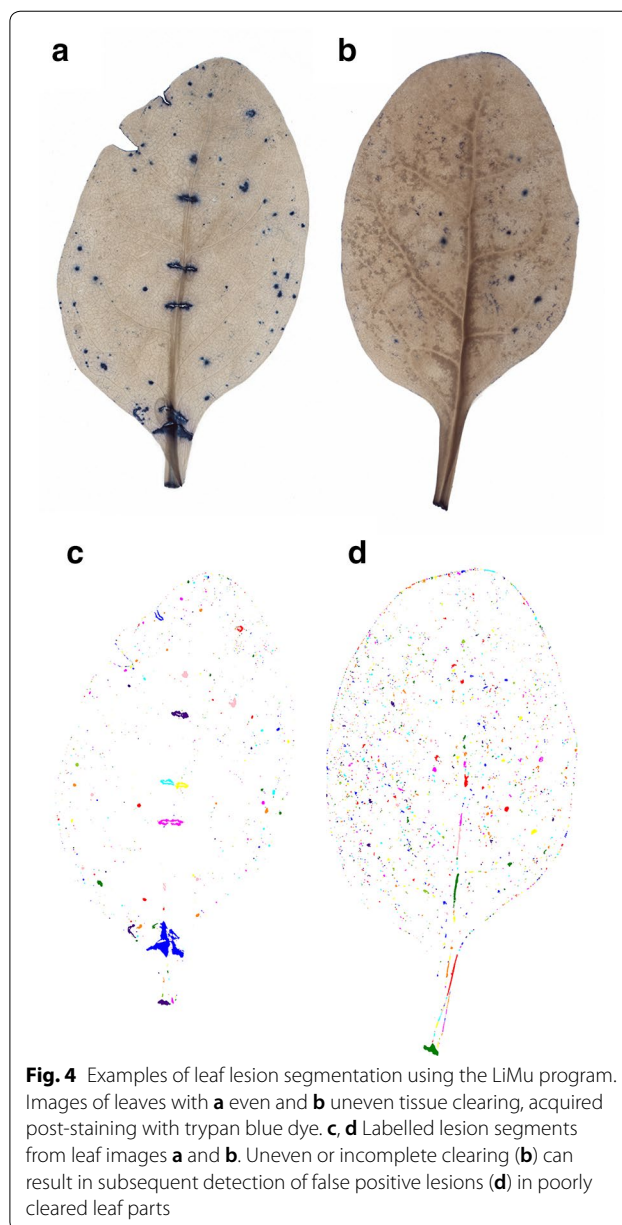 a
b
c
d
Fig. 4 Examples of leaf lesion segmentation using the LiMu program.
Images of leaves with a even and b uneven tissue clearing, acquired
post-staining with trypan blue dye. c, d Labelled lesion segments
from leaf images a and b. Uneven or incomplete clearing (b) can
result in subsequent detection of false positive lesions (d) in poorly
cleared leaf parts